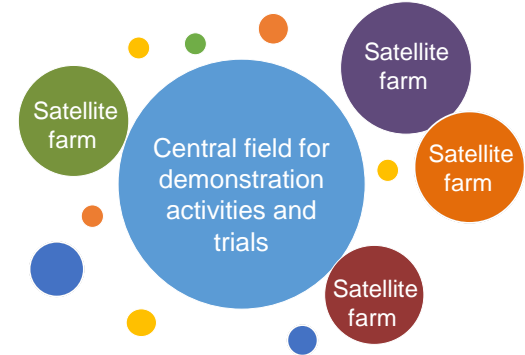 Satellite
farm
Satellite
farm
Satellite
farm
Central field for
demonstration
activities and
trials
Satellite
farm